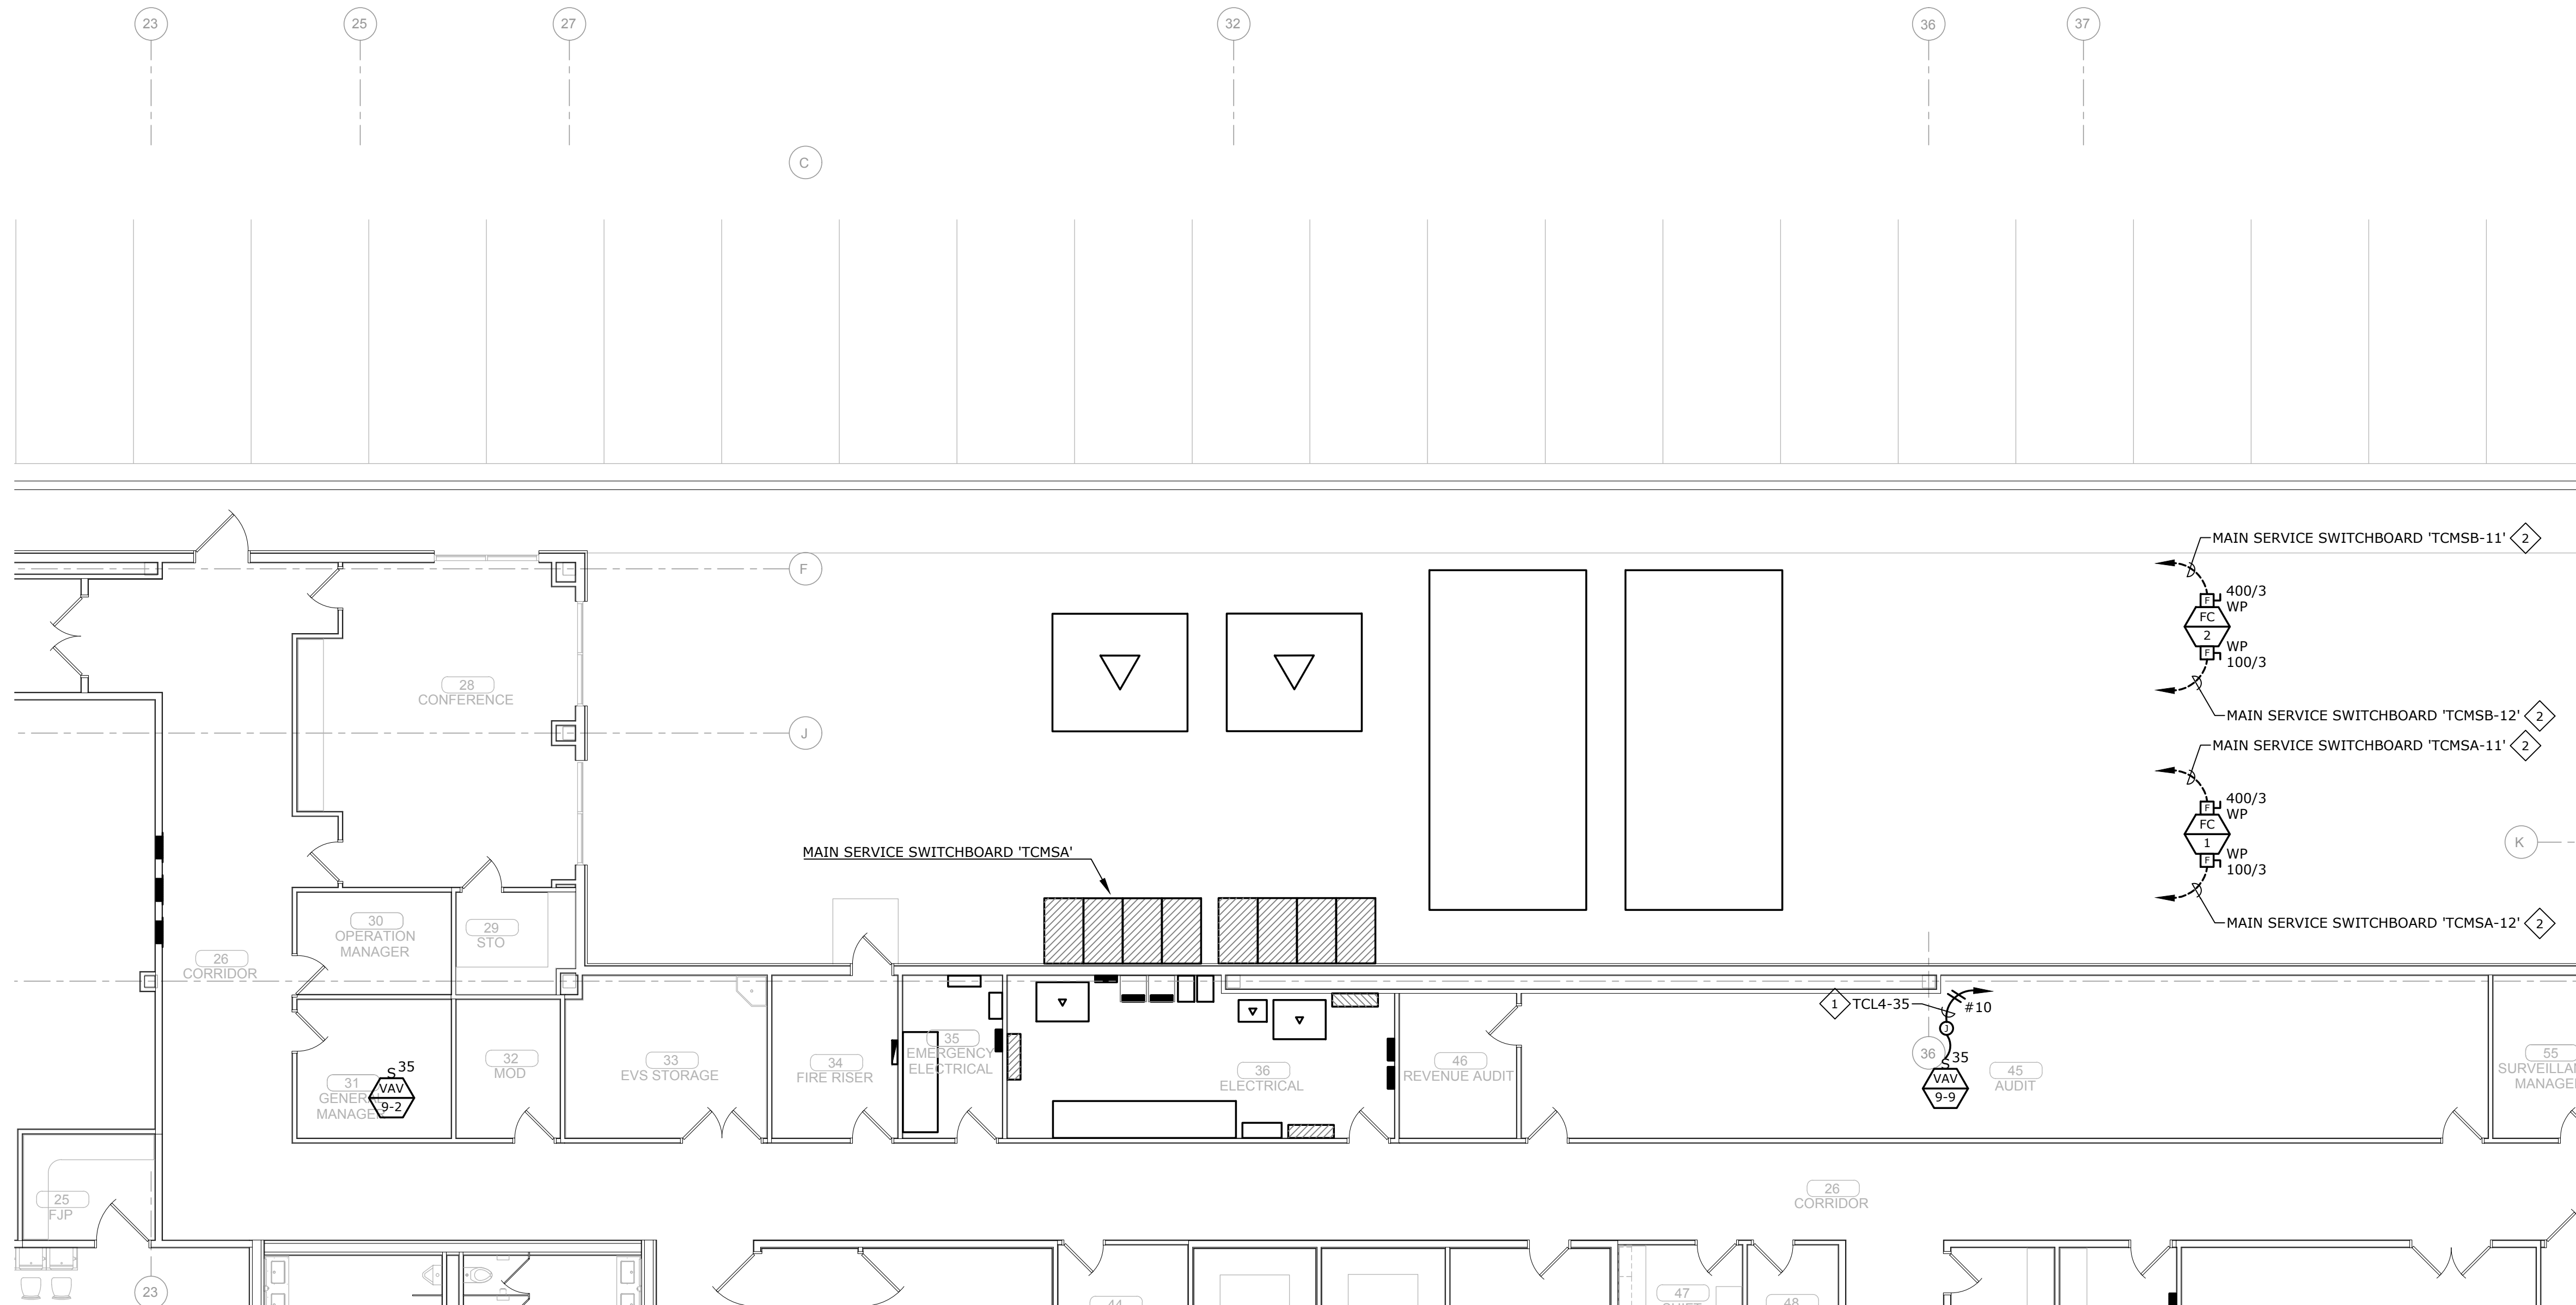 23
25
27
32
36
37
C
MAIN SERVICE SWITCHBOARD 'TCMSB-11' 2
F
400/3
WP
F
FC
2
WP
F
100/3
28
CONFERENCE
MAIN SERVICE SWITCHBOARD 'TCMSB-12' 2
J
MAIN SERVICE SWITCHBOARD 'TCMSA-11' 2
400/3
F
WP
FC
1
K
MAIN SERVICE SWITCHBOARD 'TCMSA'
WP
F
100/3
30
OPERATION
MANAGER
29
STO
MAIN SERVICE SWITCHBOARD 'TCMSA-12' 2
26
CORRIDOR
1 TCL4-35
#10
J
36
35
EMERGENCY
ELECTRICAL
31
GENERAL
MANAGER
S 35
VAV
9-2
32
MOD
33
EVS STORAGE
34
FIRE RISER
36
ELECTRICAL
46
REVENUE AUDIT
S 35
VAV
9-9
45
AUDIT
55
SURVEILLAN
MANAGE
25
FJP
26
CORRIDOR
23
44
47
48